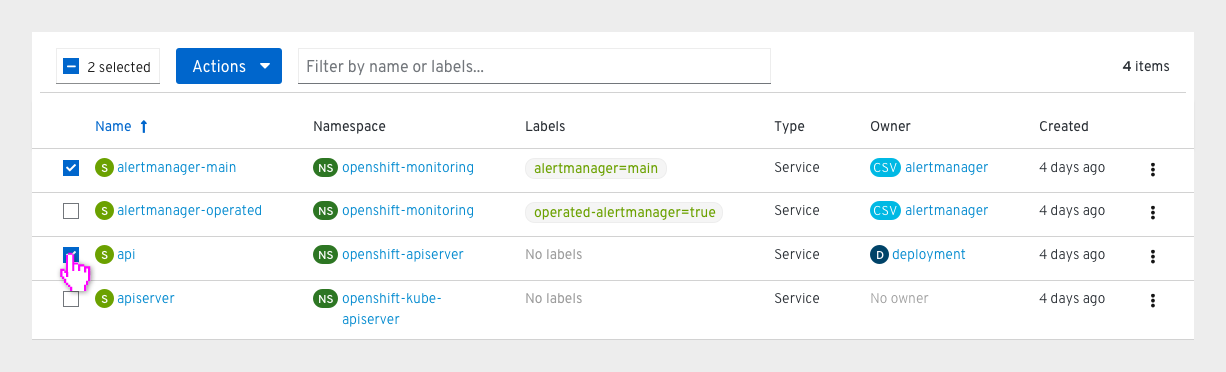 2 selected Actions Filter by name or labels... 4 items
Name Namespace Labels Type Owner Created
S alertmanager-main NS openshift-monitoring alertmanager=main Service CSV alertmanager 4 days ago
S alertmanager-operated NS openshift-monitoring operated-alertmanager=true Service CSV alertmanager 4 days ago
S api NS openshift-apiserver No labels Service D deployment 4 days ago
S apiserver NS openshift-kube- No labels Service No owner 4 days ago
apiserver